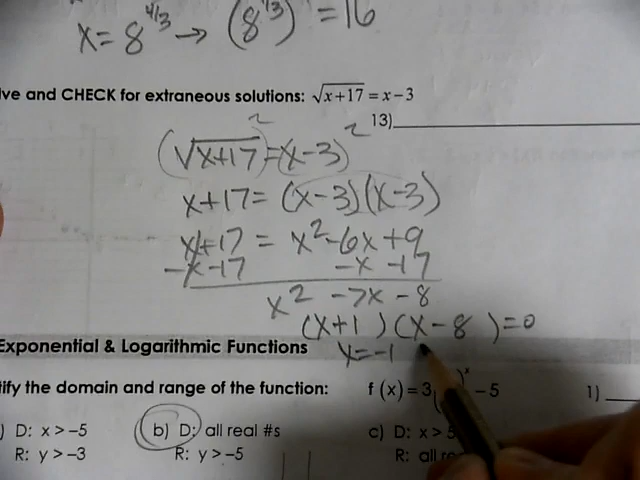 x = 8^4/3 → (8^1/3) = 16
ve and CHECK for extraneous solutions: √x+17 = x−3
13)
(√x+17)² = (x−3)²
x+17 = (x−3)(x−3)
x+17 = x²−6x+9
−x −17 −x −17
x² −7x −8
(x+1)(x−8)=0
Exponential & Logarithmic Functions
x=−1
tify the domain and range of the function: f(x)=3( )ˣ −5 1)
) D: x > −5 b) D: all real #s c) D: x > 5
R: y > −3 R: y > −5 R: all